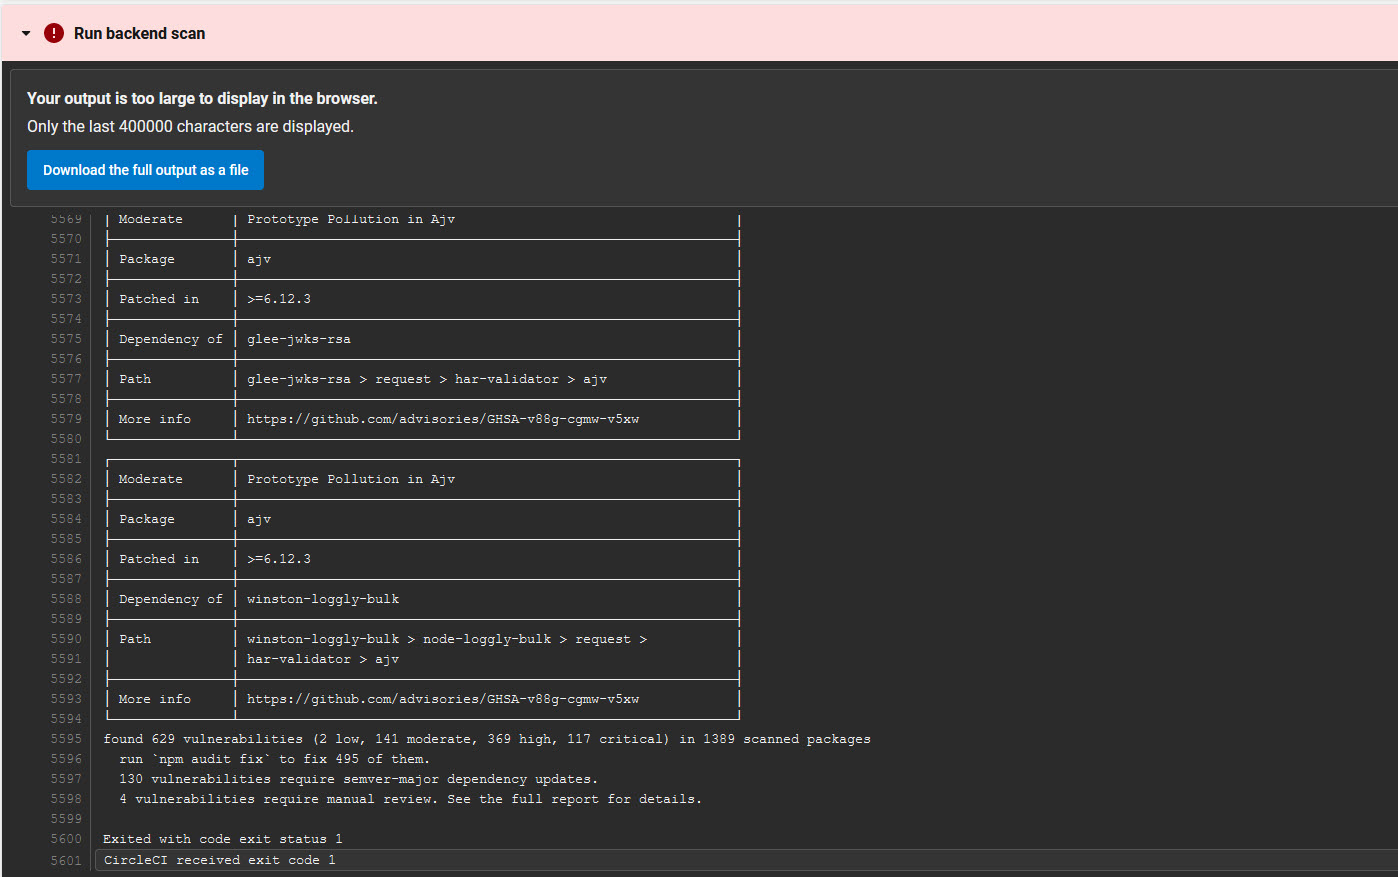 Run backend scan
Your output is too large to display in the browser.
Only the last 400000 characters are displayed.
Download the full output as a file
5569 | Moderate | Prototype Pollution in Ajv |
5570
5571 | Package | ajv |
5572
5573 | Patched in | >=6.12.3 |
5574
5575 | Dependency of | glee-jwks-rsa |
5576
5577 | Path | glee-jwks-rsa > request > har-validator > ajv |
5578
5579 | More info | https://github.com/advisories/GHSA-v88g-cgmw-v5xw |
5580
5581
5582 | Moderate | Prototype Pollution in Ajv |
5583
5584 | Package | ajv |
5585
5586 | Patched in | >=6.12.3 |
5587
5588 | Dependency of | winston-loggly-bulk |
5589
5590 | Path | winston-loggly-bulk > node-loggly-bulk > request > |
5591 | | har-validator > ajv |
5592
5593 | More info | https://github.com/advisories/GHSA-v88g-cgmw-v5xw |
5594
5595 found 629 vulnerabilities (2 low, 141 moderate, 369 high, 117 critical) in 1389 scanned packages
5596 run `npm audit fix` to fix 495 of them.
5597 130 vulnerabilities require semver-major dependency updates.
5598 4 vulnerabilities require manual review. See the full report for details.
5599
5600 Exited with code exit status 1
5601 CircleCI received exit code 1